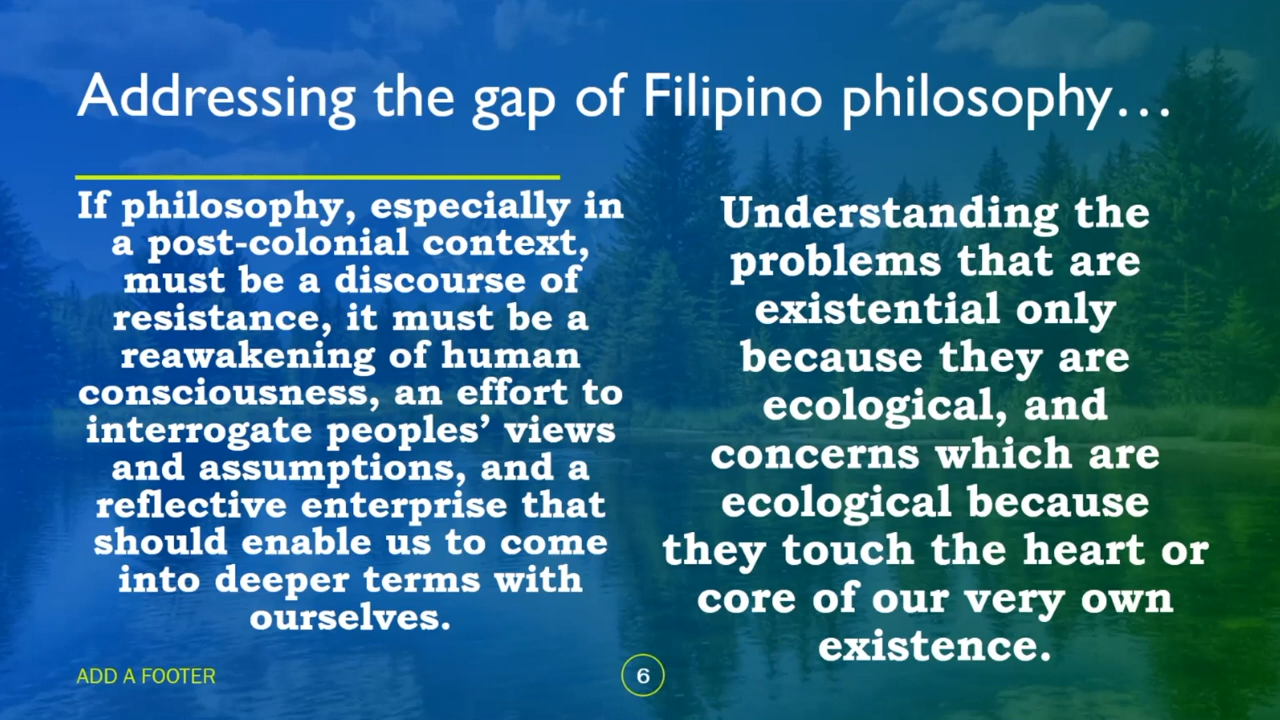 Addressing the gap of Filipino philosophy…
If philosophy, especially in
a post-colonial context,
must be a discourse of
resistance, it must be a
reawakening of human
consciousness, an effort to
interrogate peoples’ views
and assumptions, and a
reflective enterprise that
should enable us to come
into deeper terms with
ourselves.
Understanding the
problems that are
existential only
because they are
ecological, and
concerns which are
ecological because
they touch the heart or
core of our very own
existence.
ADD A FOOTER
6